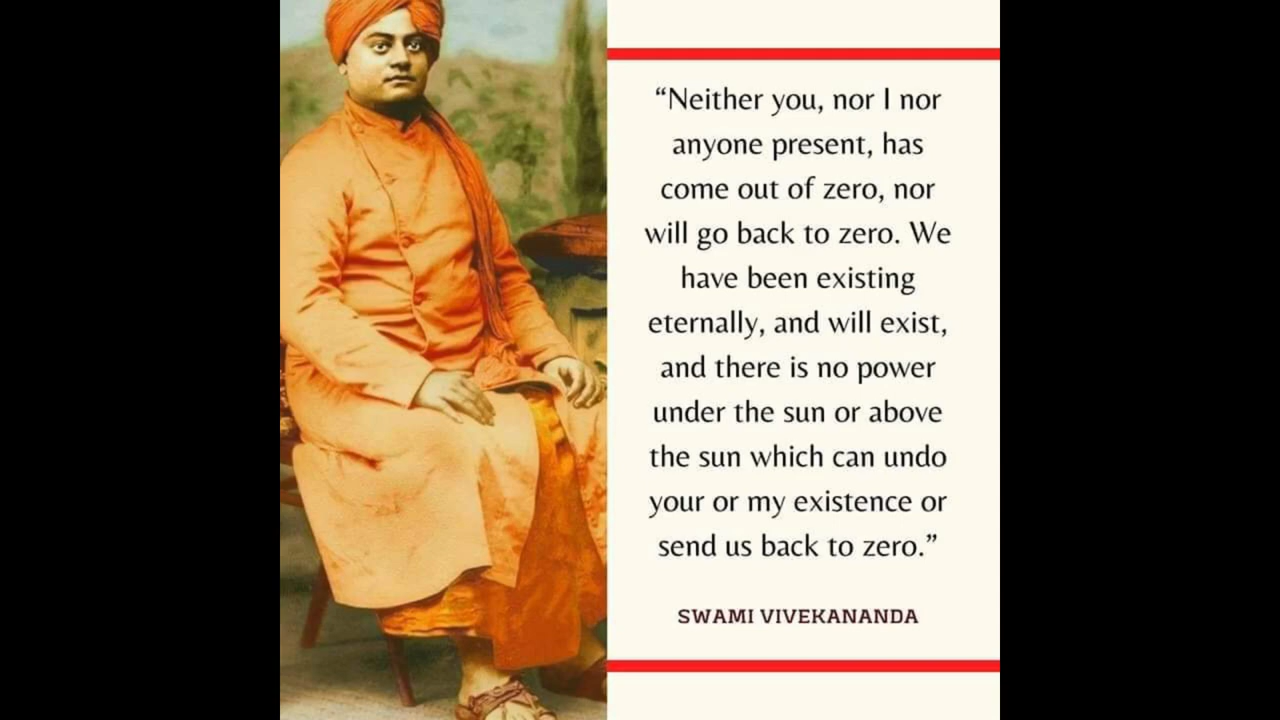 “Neither you, nor I nor
anyone present, has
come out of zero, nor
will go back to zero. We
have been existing
eternally, and will exist,
and there is no power
under the sun or above
the sun which can undo
your or my existence or
send us back to zero.”
SWAMI VIVEKANANDA